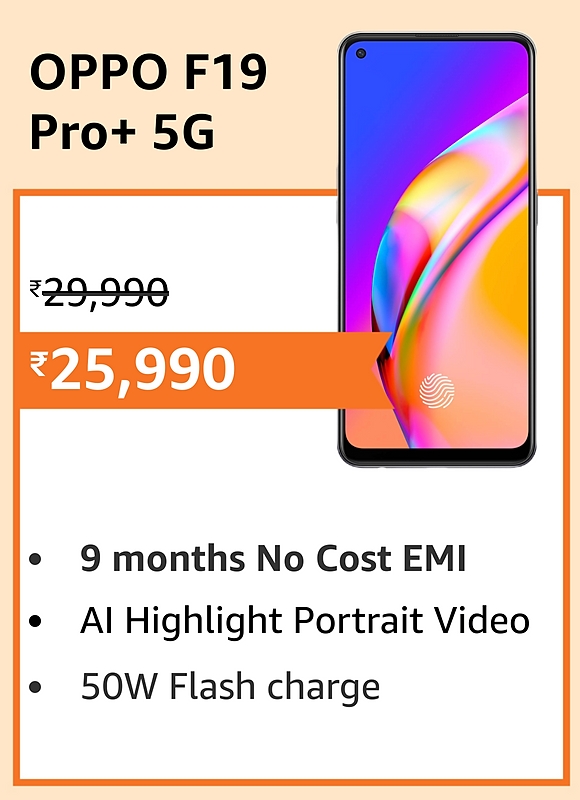 OPPO F19
Pro+ 5G
₹29,990
₹25,990
• 9 months No Cost EMI
• AI Highlight Portrait Video
• 50W Flash charge